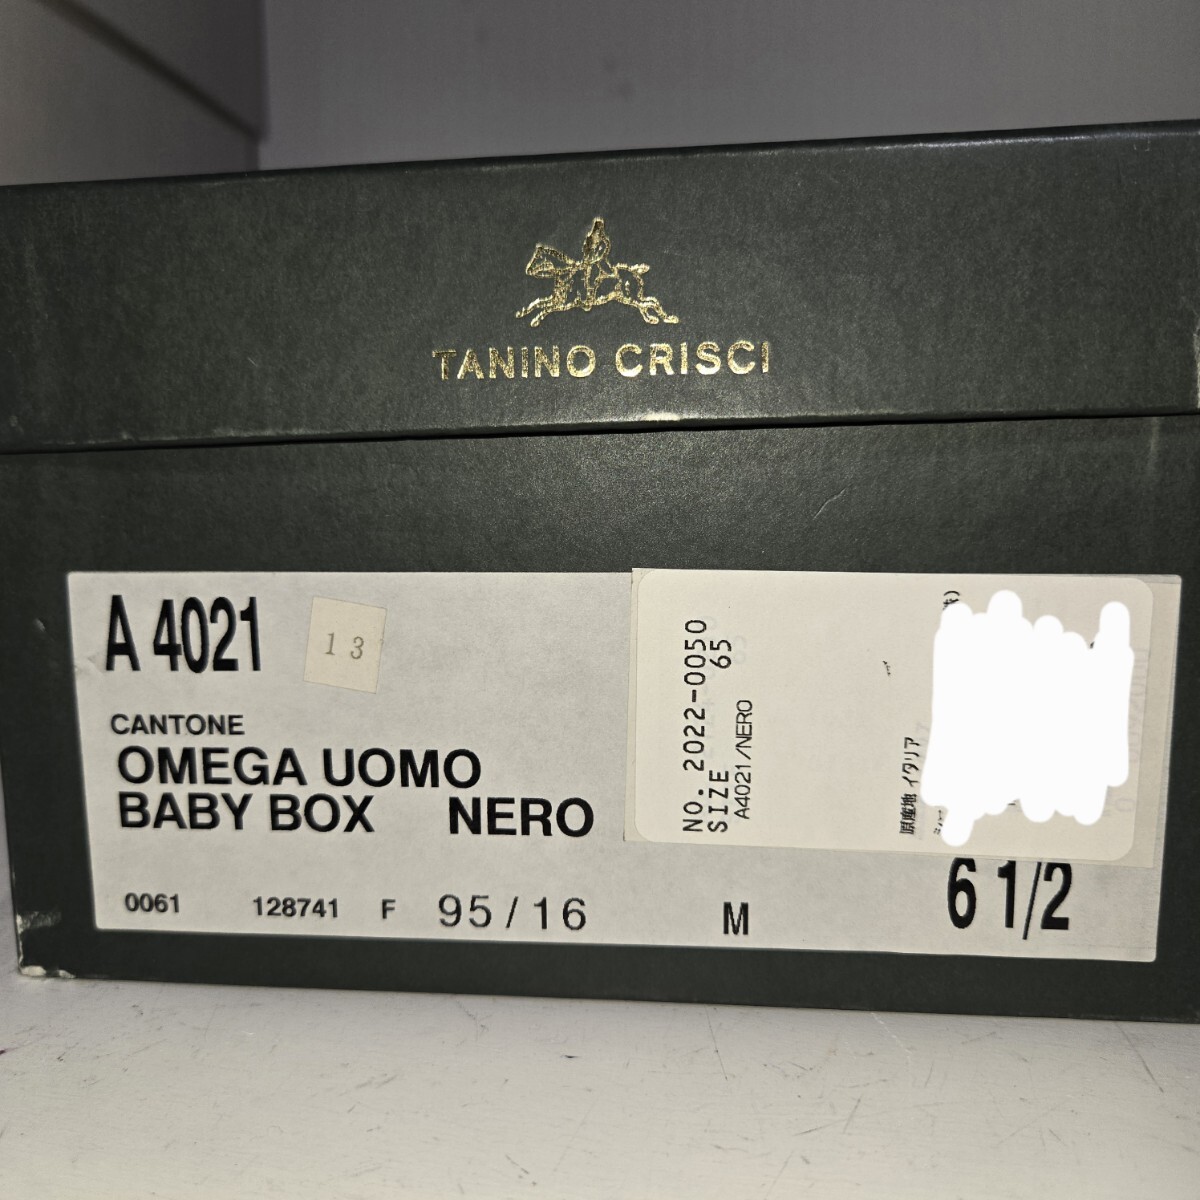 TANINO CRISCI
A 4021
13
CANTONE
OMEGA UOMO
BABY BOX NERO
0061 128741 F 95/16 M 6 1/2
NO. 2022-0050
SIZE 65
A4021/NERO
原産地 イタリア